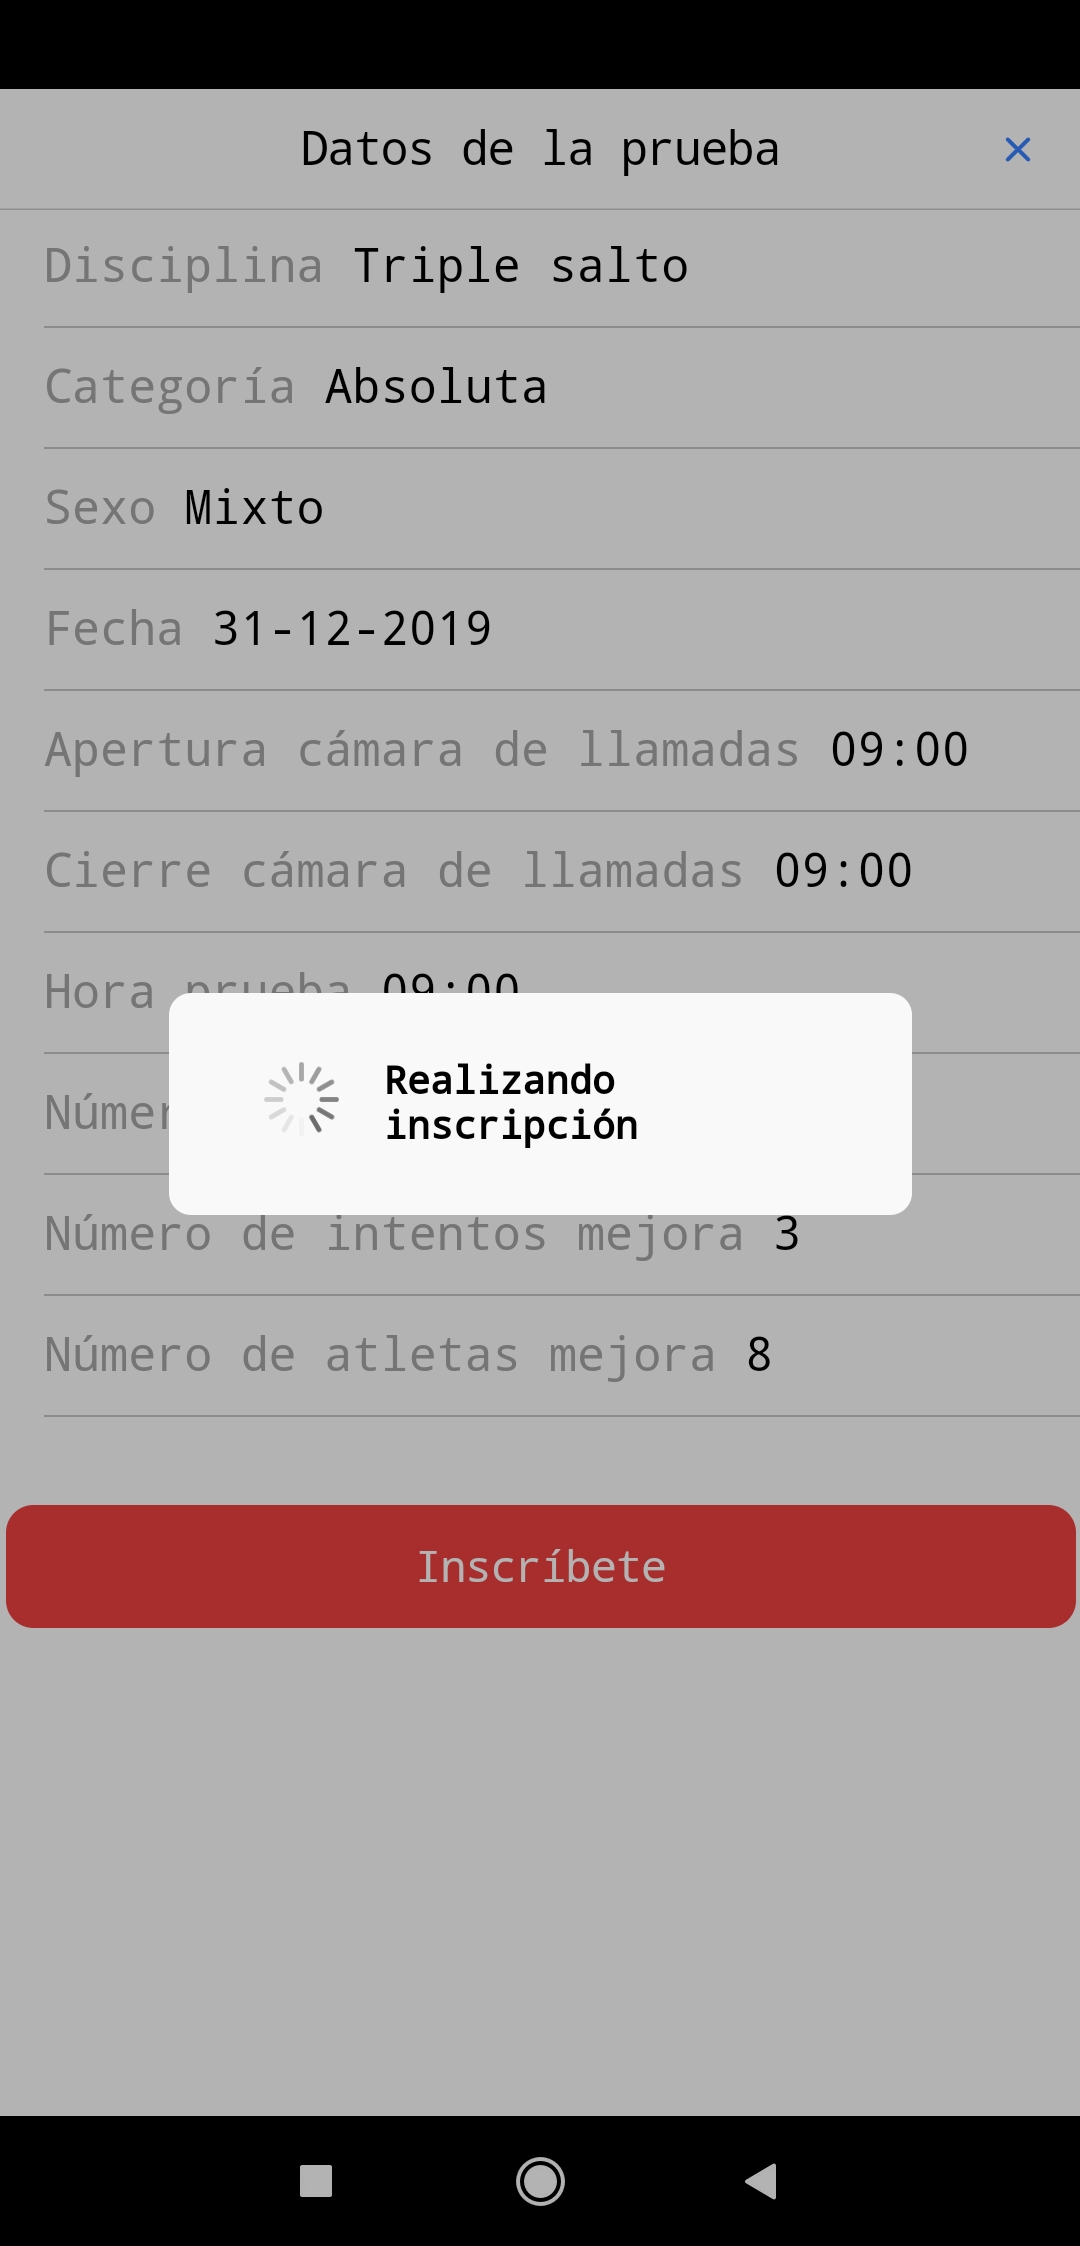 Datos de la prueba
Disciplina Triple salto
Categoría Absoluta
Sexo Mixto
Fecha 31-12-2019
Apertura cámara de llamadas 09:00
Cierre cámara de llamadas 09:00
Hora prueba 09:00
Realizando
inscripción
Número de intentos mejora 3
Número de atletas mejora 8
Inscríbete